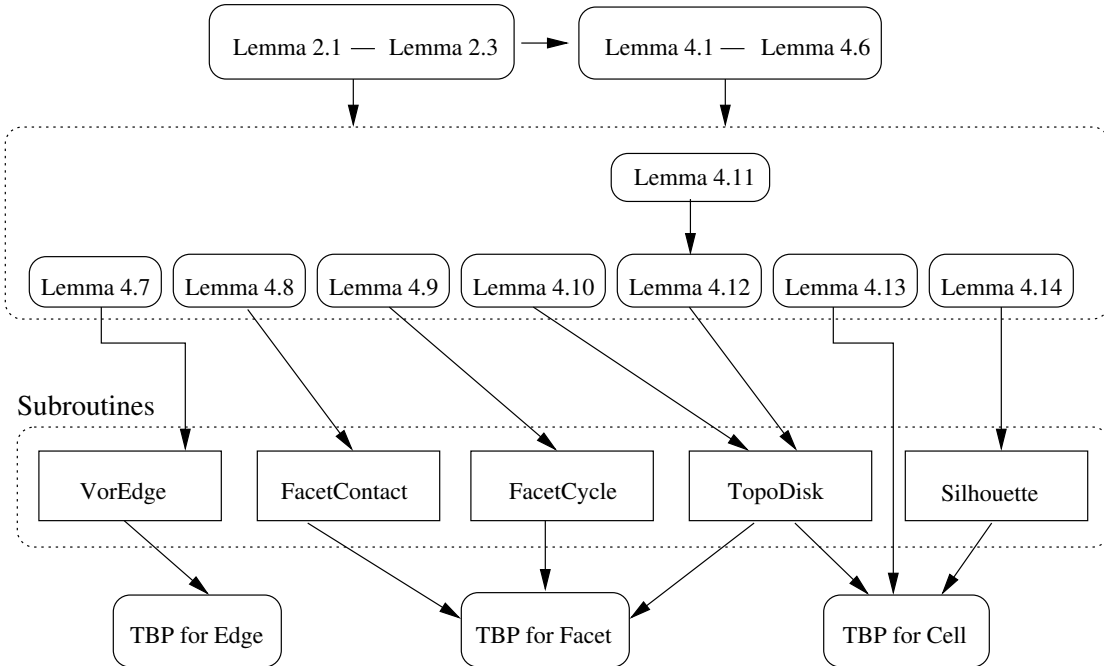 Lemma 2.1 — Lemma 2.3
Lemma 4.1 — Lemma 4.6
Lemma 4.11
Lemma 4.7
Lemma 4.8
Lemma 4.9
Lemma 4.10
Lemma 4.12
Lemma 4.13
Lemma 4.14
Subroutines
VorEdge
FacetContact
FacetCycle
TopoDisk
Silhouette
TBP for Edge
TBP for Facet
TBP for Cell